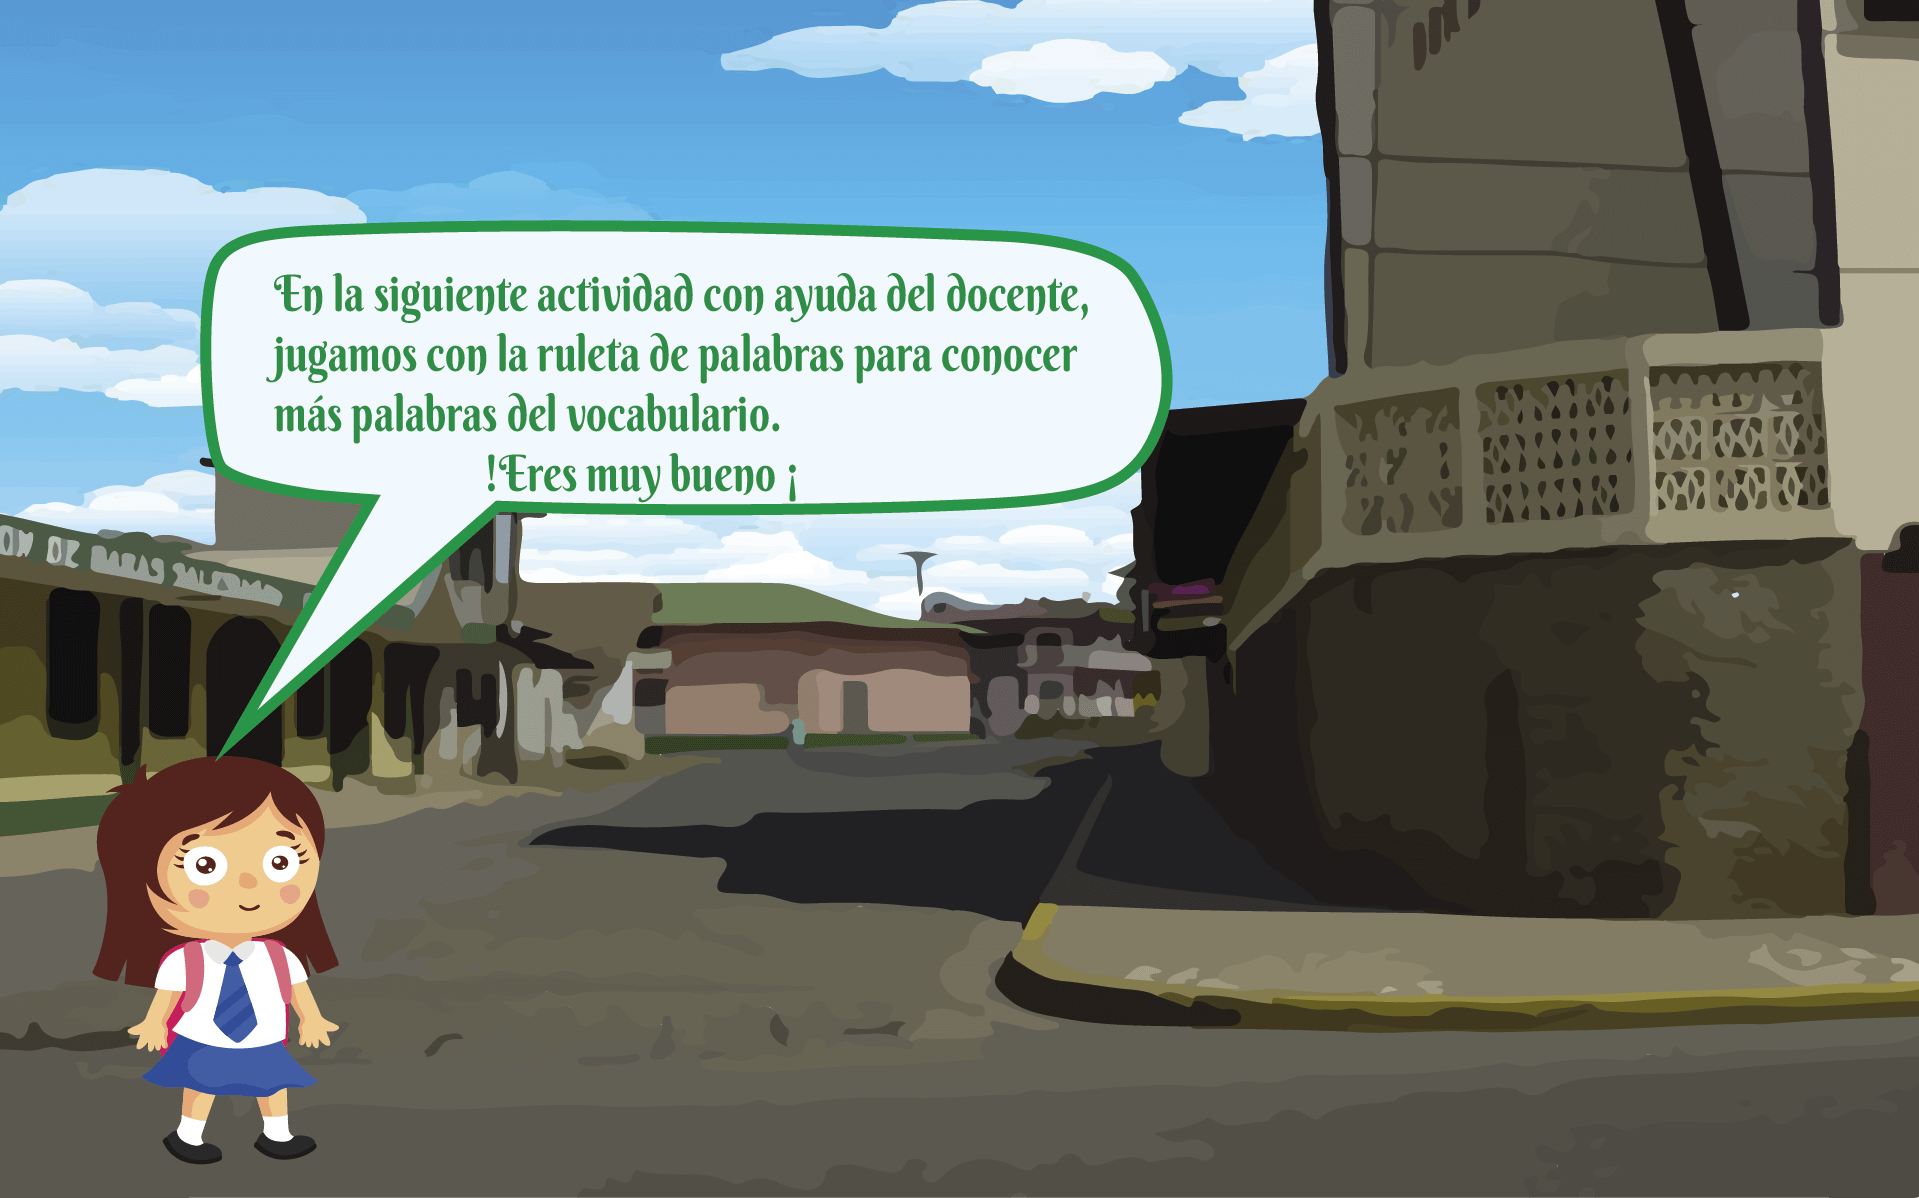 En la siguiente actividad con ayuda del docente,
jugamos con la ruleta de palabras para conocer
más palabras del vocabulario.
!Eres muy bueno ¡